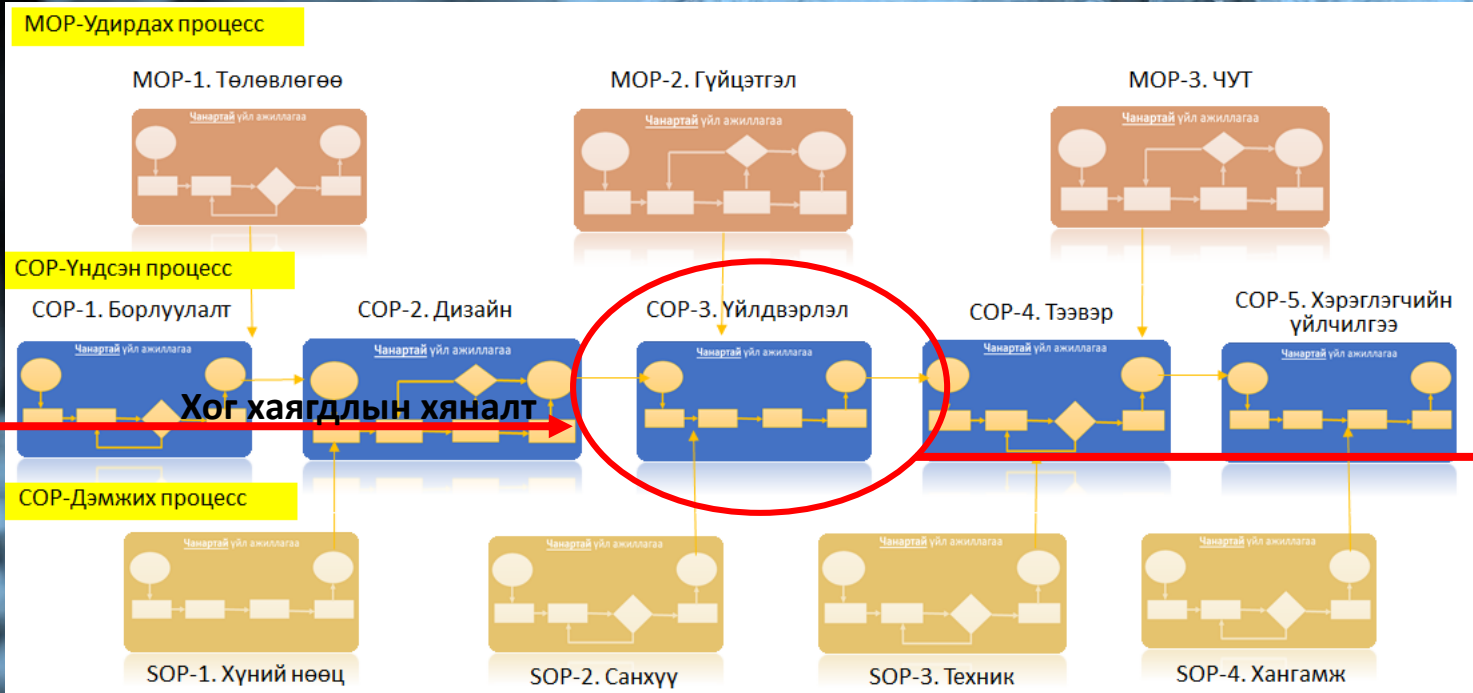 МОР-Удирдах процесс
МОР-1. Төлөвлөгөө
МОР-2. Гүйцэтгэл
МОР-3. ЧУТ
Чанартай үйл ажиллагаа
Чанартай үйл ажиллагаа
Чанартай үйл ажиллагаа
СОР-Үндсэн процесс
СОР-1. Борлуулалт
СОР-2. Дизайн
СОР-3. Үйлдвэрлэл
СОР-4. Тээвэр
СОР-5. Хэрэглэгчийн
үйлчилгээ
Чанартай үйл ажиллагаа
Чанартай үйл ажиллагаа
Чанартай үйл ажиллагаа
Чанартай үйл ажиллагаа
Чанартай үйл ажиллагаа
Хог хаягдлын хяналт
СОР-Дэмжих процесс
Чанартай үйл ажиллагаа
Чанартай үйл ажиллагаа
Чанартай үйл ажиллагаа
Чанартай үйл ажиллагаа
SOP-1. Хүний нөөц
SOP-2. Санхүү
SOP-3. Техник
SOP-4. Хангамж